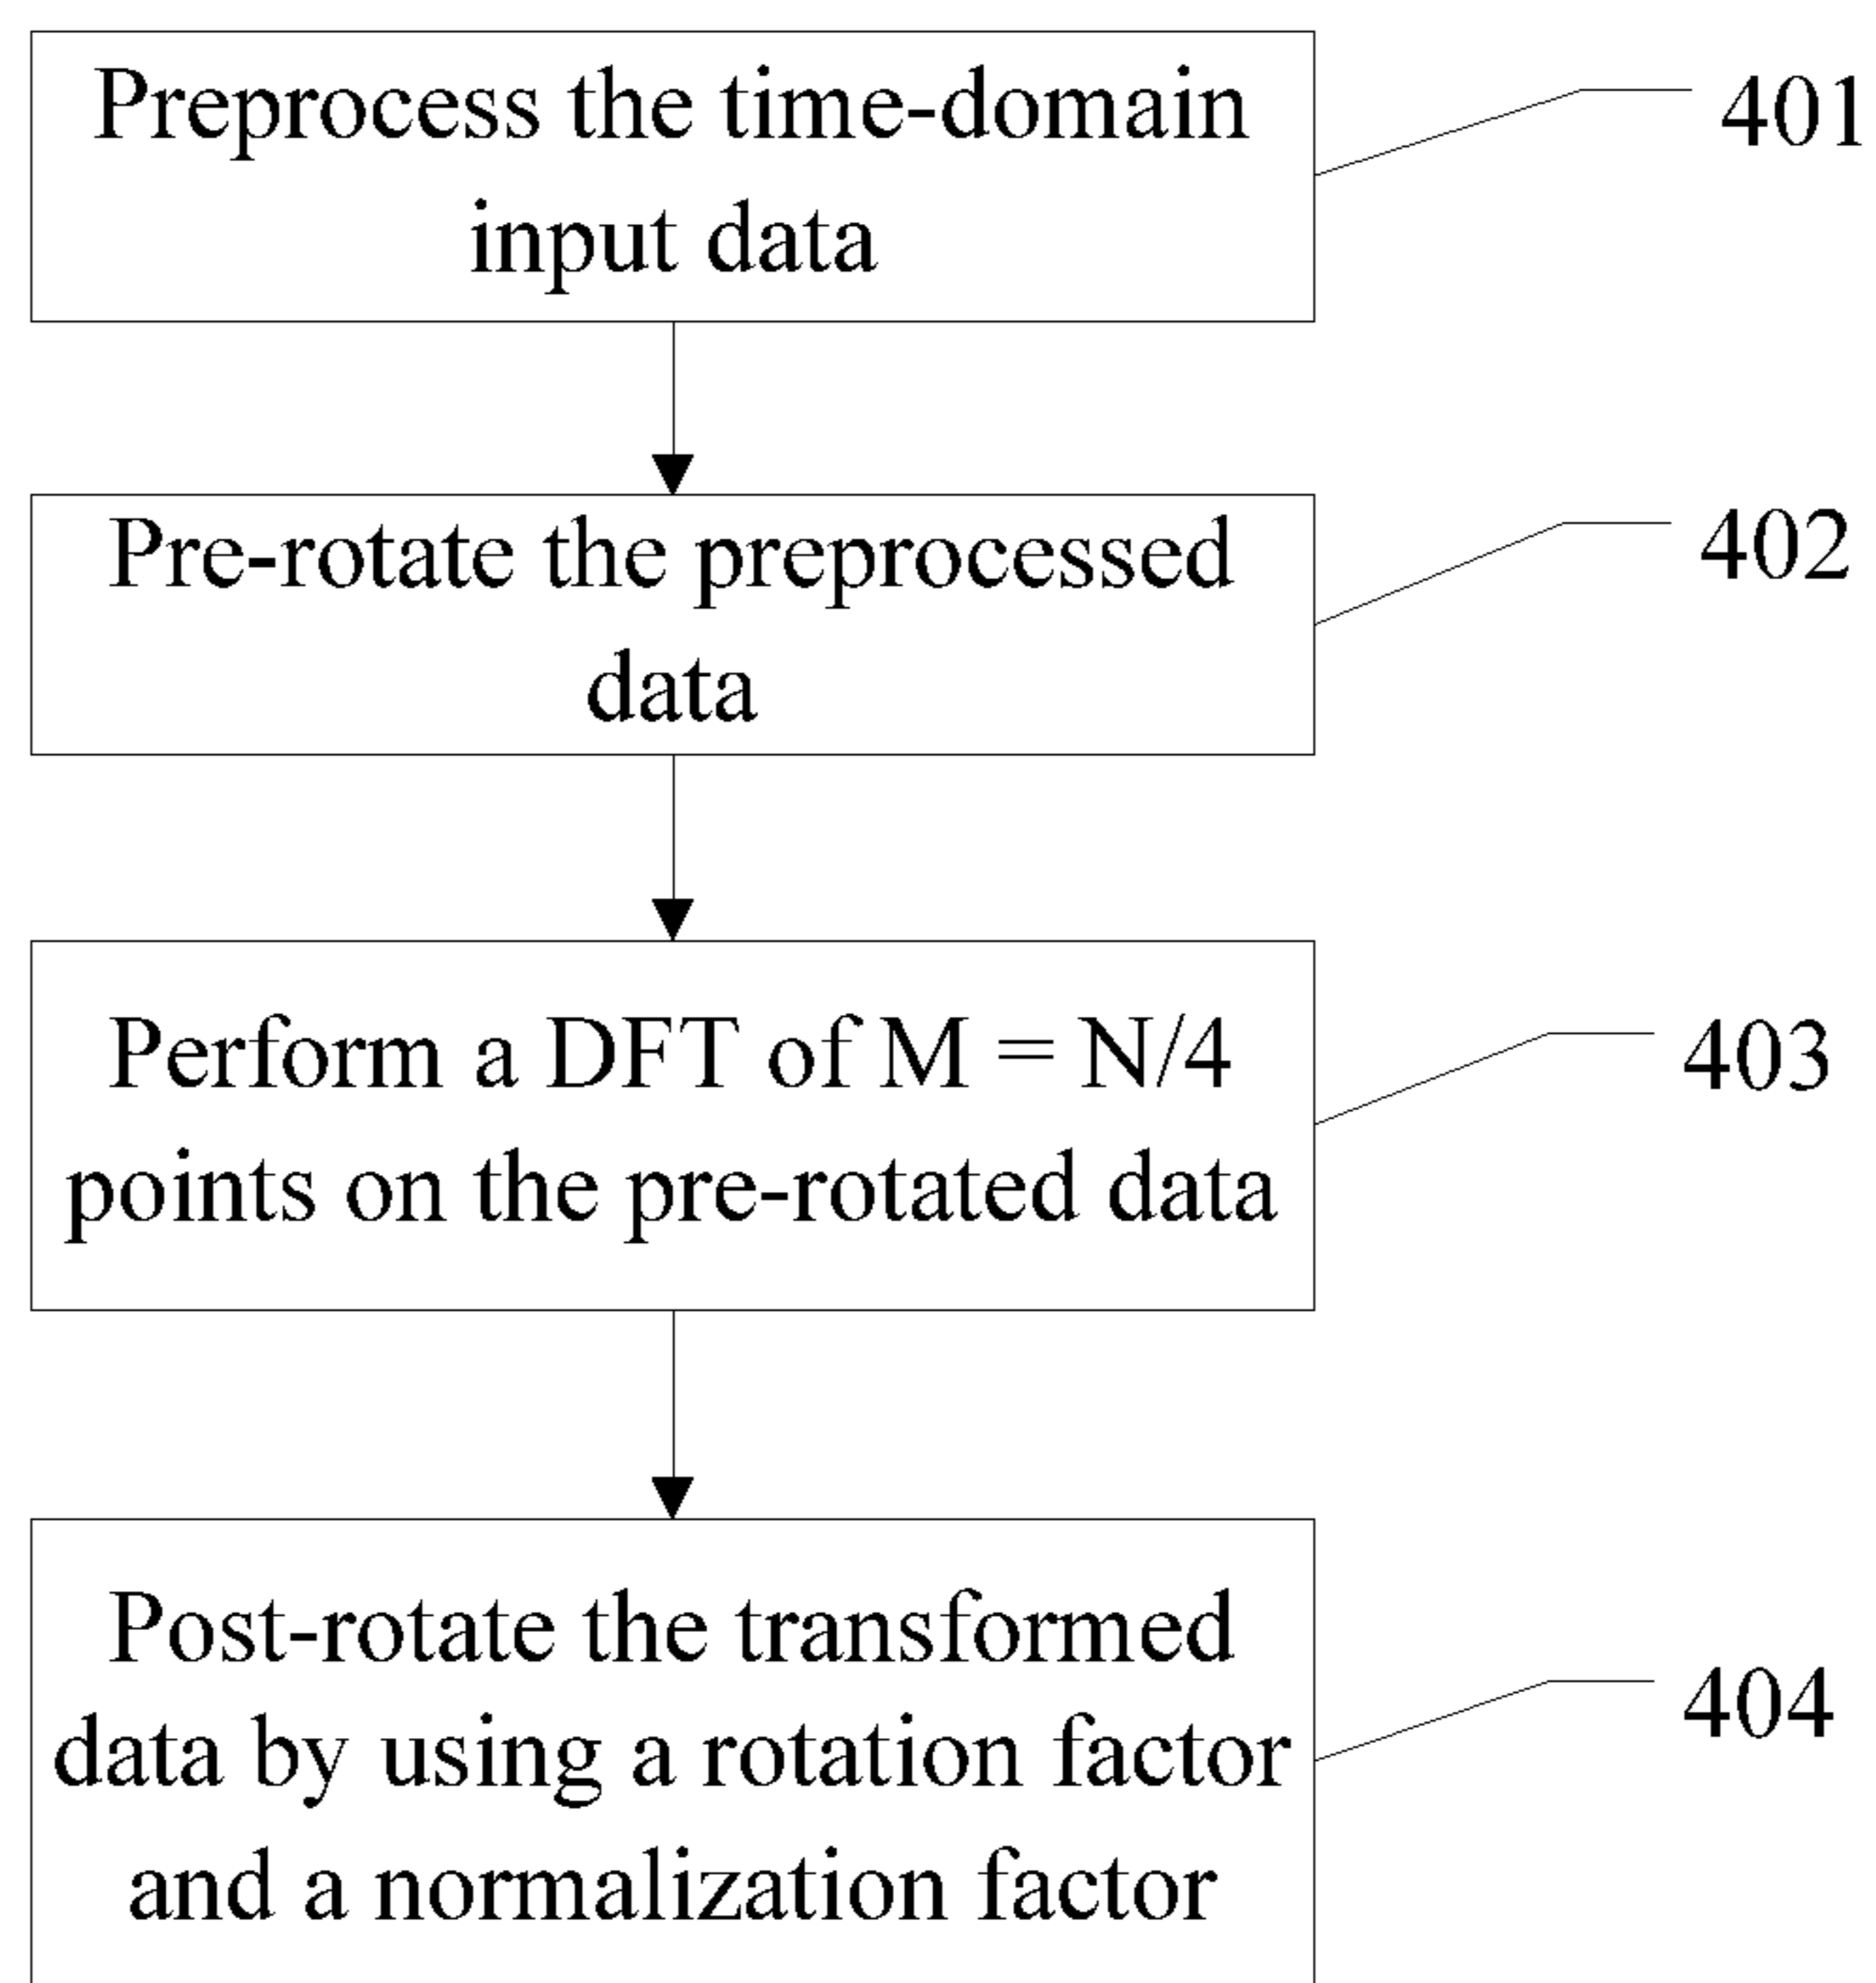 Preprocess the time-domain
input data
401
Pre-rotate the preprocessed
data
402
Perform a DFT of M = N/4
points on the pre-rotated data
403
Post-rotate the transformed
data by using a rotation factor
and a normalization factor
404